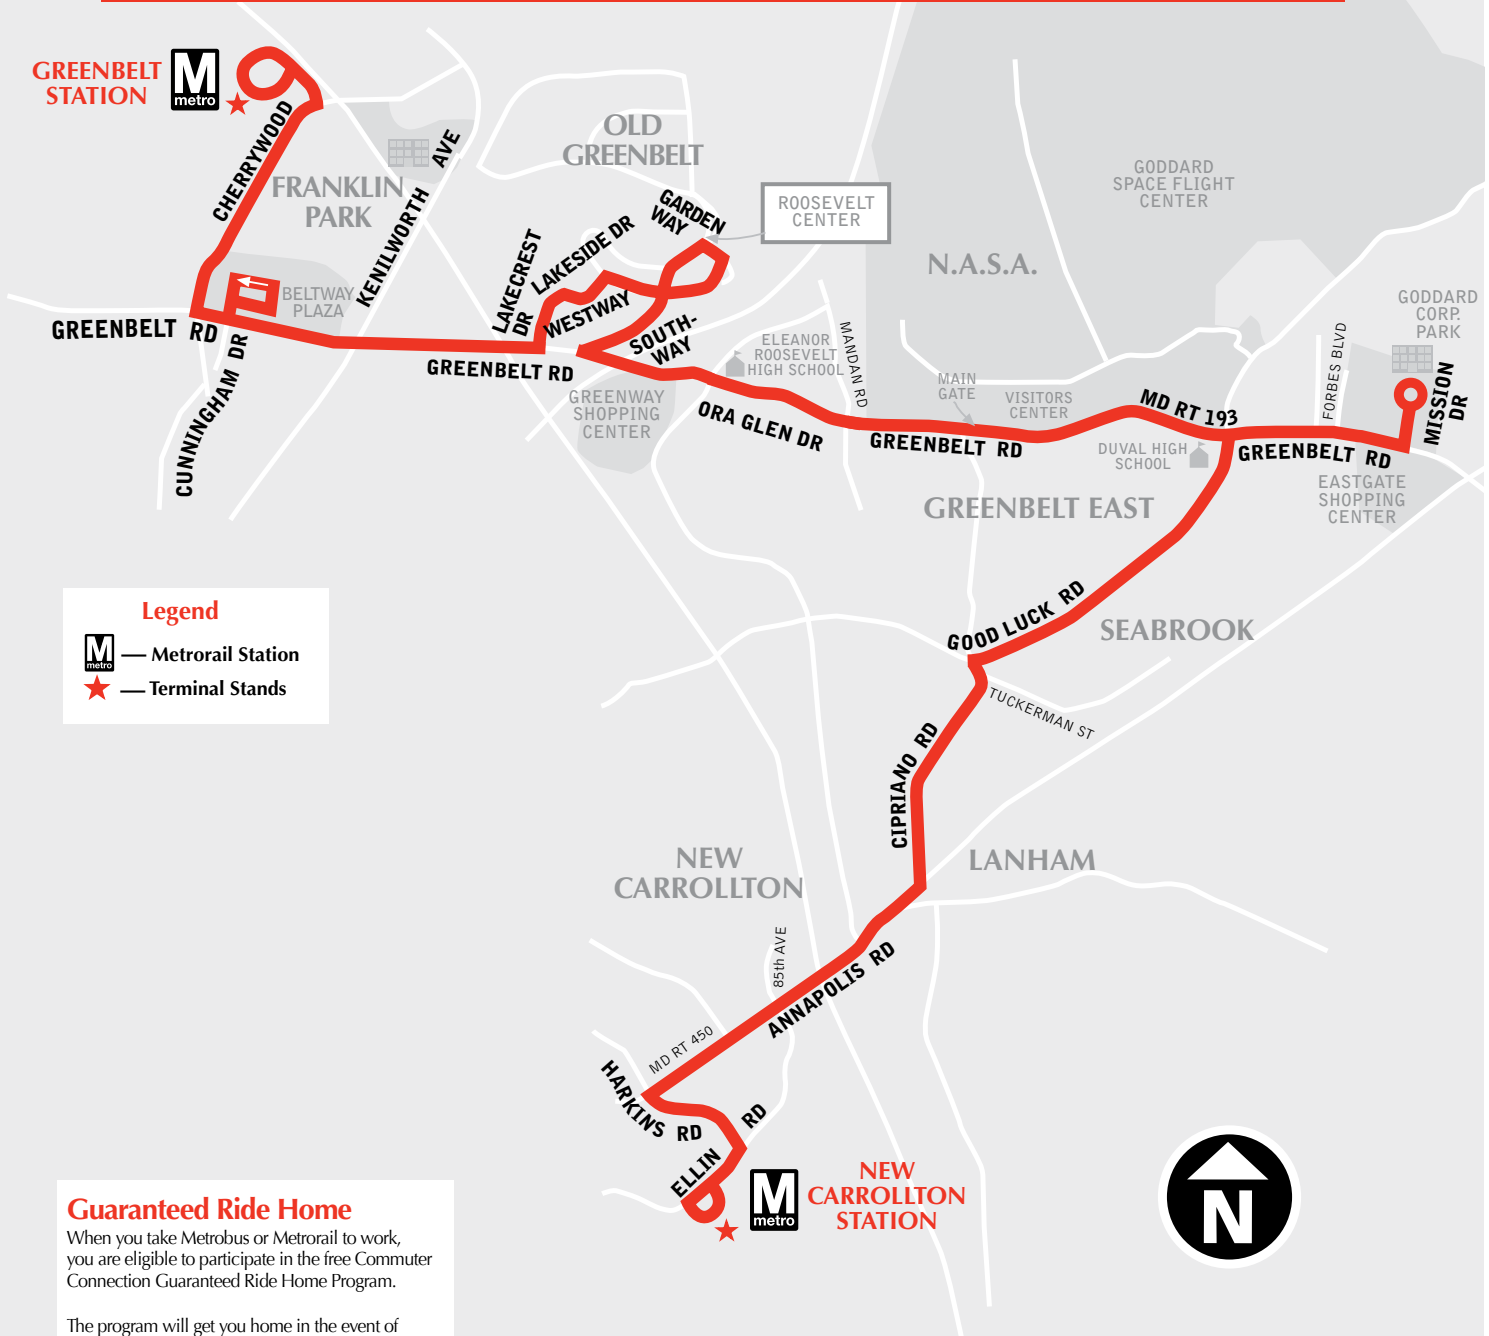 GREENBELT
STATION
M
metro
CHERRYWOOD
FRANKLIN
PARK
KENILWORTH AVE
OLD
GREENBELT
GARDEN
WAY
ROOSEVELT
CENTER
GODDARD
SPACE FLIGHT
CENTER
N.A.S.A.
LAKECREST
DR
LAKESIDE DR
WESTWAY
SOUTH-
WAY
BELTWAY
PLAZA
GREENBELT RD
CUNNINGHAM DR
GREENBELT RD
GREENWAY
SHOPPING
CENTER
ELEANOR
ROOSEVELT
HIGH SCHOOL
MANDAN RD
ORA GLEN DR
MAIN
GATE
VISITORS
CENTER
GREENBELT RD
MD RT 193
DUVAL HIGH
SCHOOL
GREENBELT RD
FORBES BLVD
GODDARD
CORP.
PARK
MISSION
DR
EASTGATE
SHOPPING
CENTER
GREENBELT EAST
GOOD LUCK RD
SEABROOK
TUCKERMAN ST
CIPRIANO RD
LANHAM
NEW
CARROLLTON
85th AVE
ANNAPOLIS RD
MD RT 450
HARKINS RD
ELLIN RD
M
metro
NEW
CARROLLTON
STATION
N
Legend
M
metro
— Metrorail Station
— Terminal Stands
Guaranteed Ride Home
When you take Metrobus or Metrorail to work,
you are eligible to participate in the free Commuter
Connection Guaranteed Ride Home Program.
The program will get you home in the event of